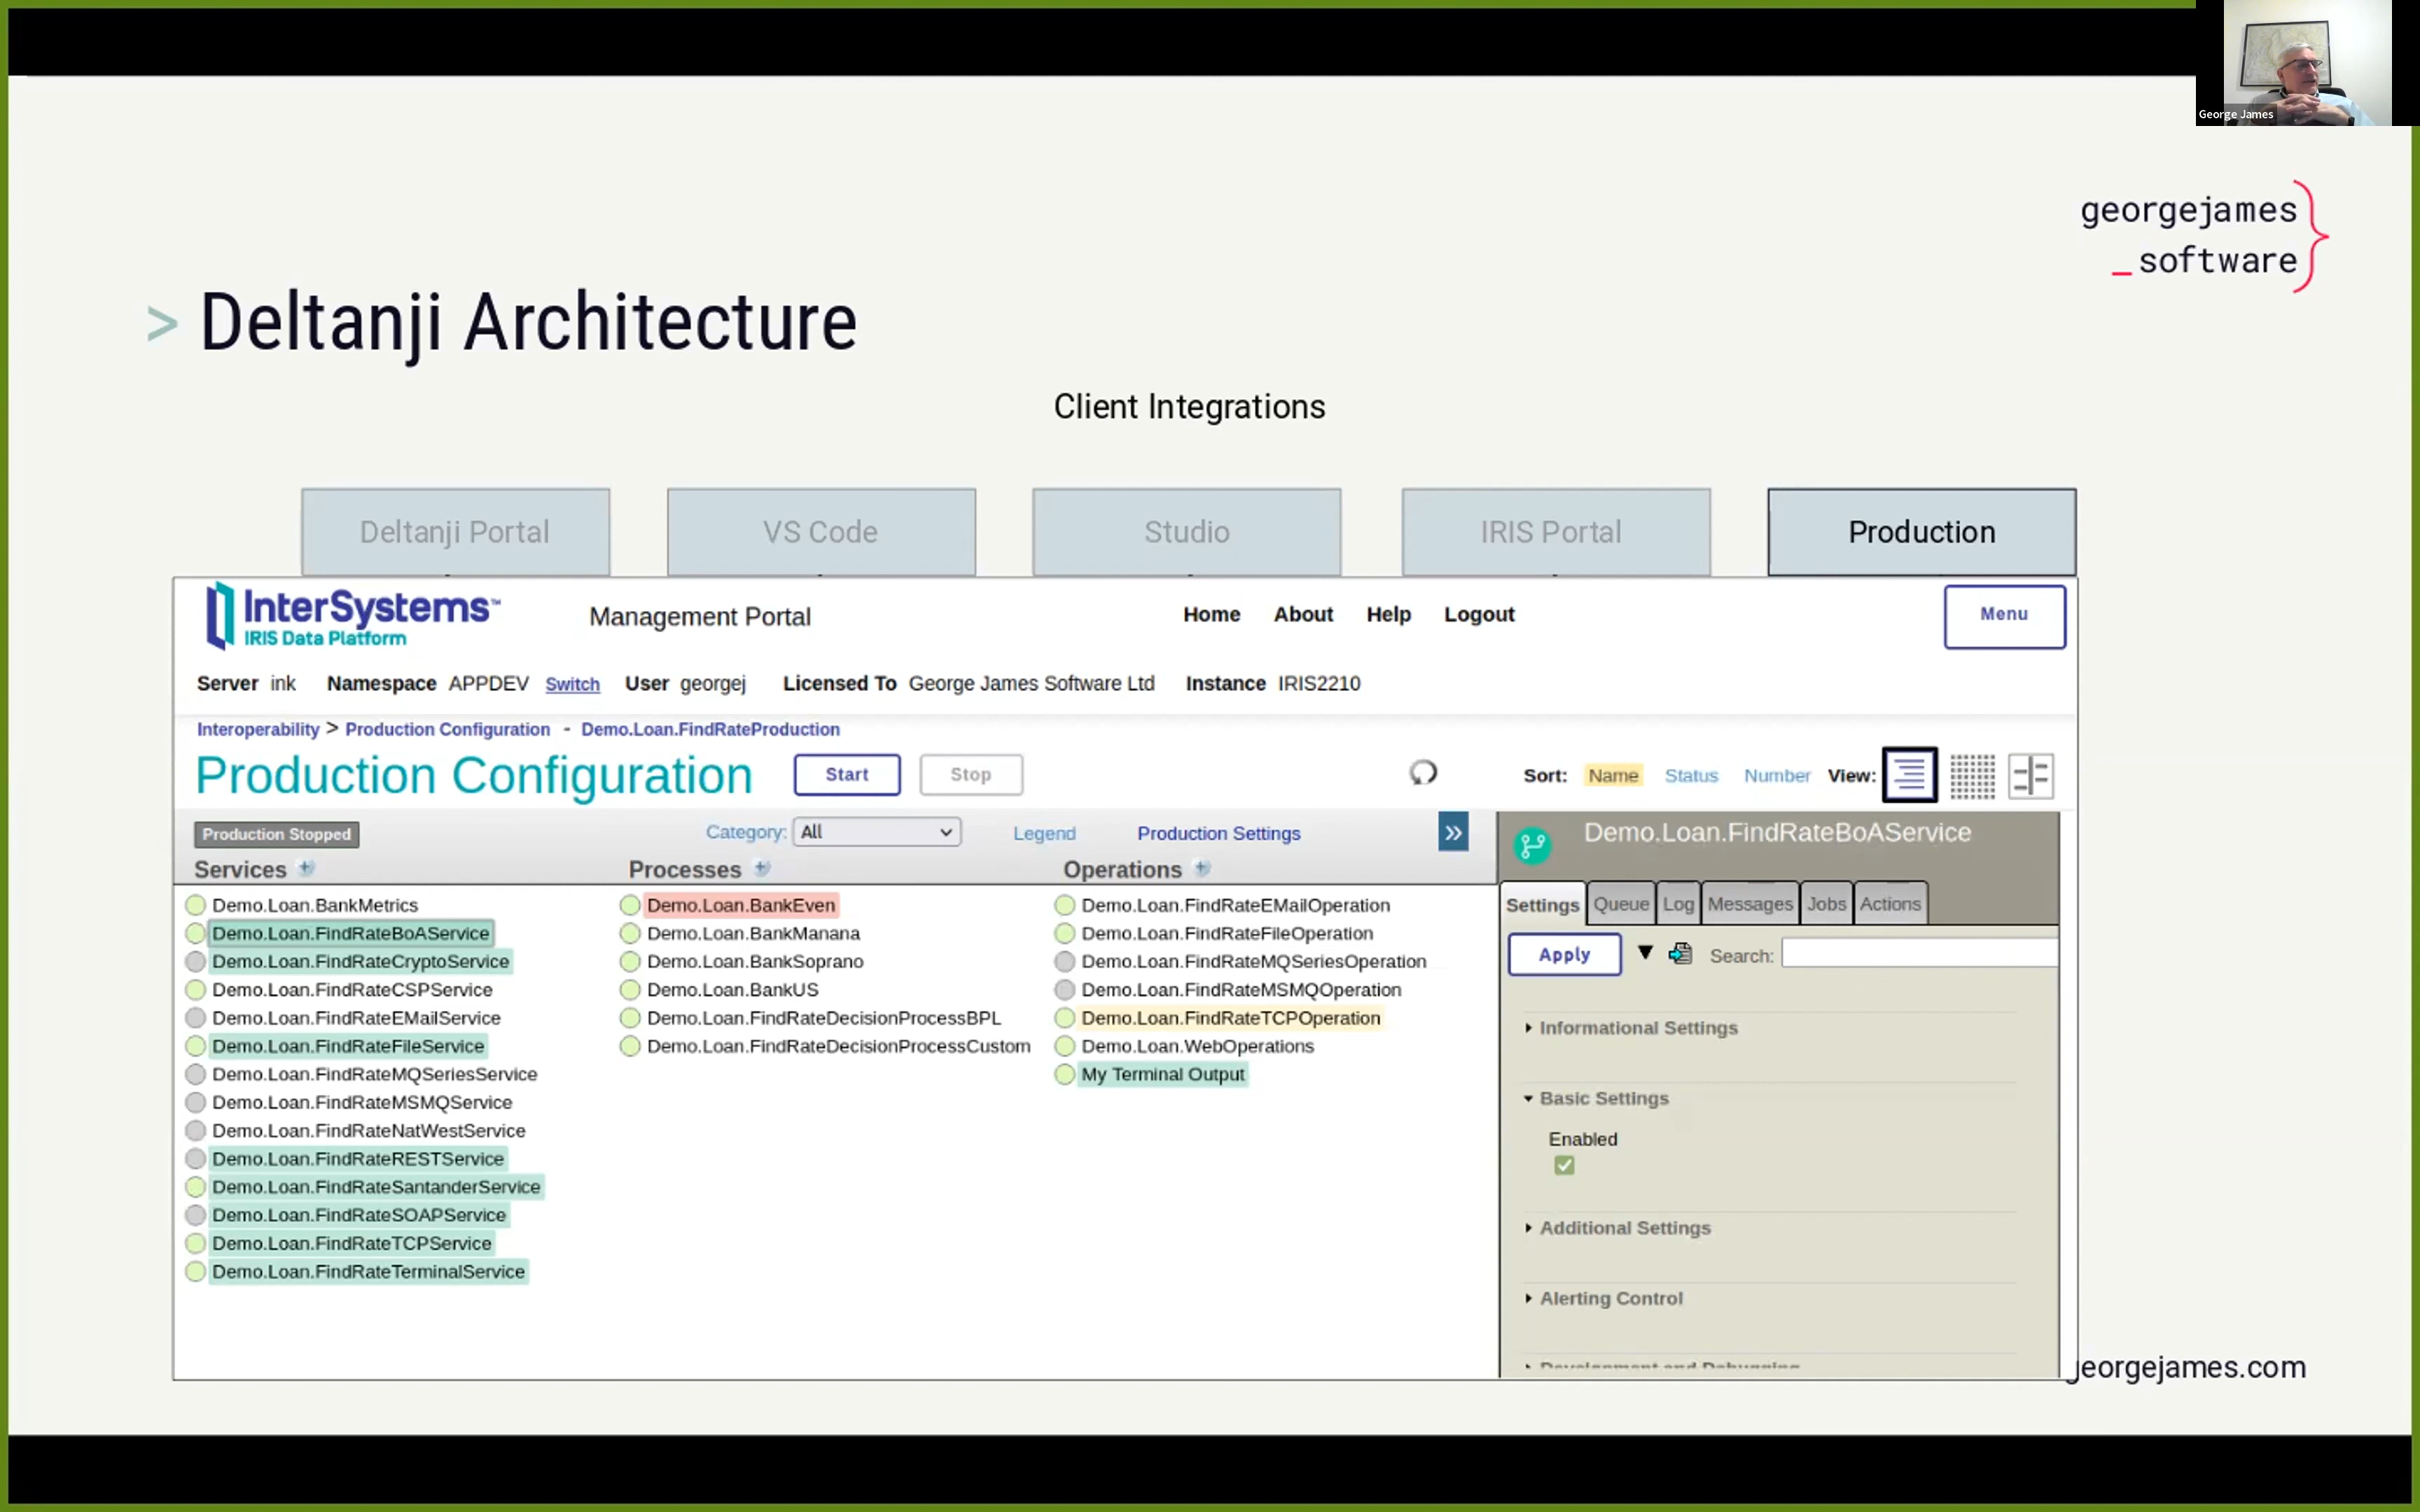 George James
georgejames
_software
> Deltanji Architecture
Client Integrations
Deltanji Portal
VS Code
Studio
IRIS Portal
Production
InterSystems™
IRIS Data Platform
Management Portal
Home About Help Logout
Menu
Server ink Namespace APPDEV Switch User georgej Licensed To George James Software Ltd Instance IRIS2210
Interoperability > Production Configuration - Demo.Loan.FindRateProduction
Production Configuration
Start
Stop
Sort: Name Status Number View:
Production Stopped
Category: All
Legend
Production Settings
»
Services
Demo.Loan.BankMetrics
Demo.Loan.FindRateBoAService
Demo.Loan.FindRateCryptoService
Demo.Loan.FindRateCSPService
Demo.Loan.FindRateEMailService
Demo.Loan.FindRateFileService
Demo.Loan.FindRateMQSeriesService
Demo.Loan.FindRateMSMQService
Demo.Loan.FindRateNatWestService
Demo.Loan.FindRateRESTService
Demo.Loan.FindRateSantanderService
Demo.Loan.FindRateSOAPService
Demo.Loan.FindRateTCPService
Demo.Loan.FindRateTerminalService
Processes
Demo.Loan.BankEven
Demo.Loan.BankManana
Demo.Loan.BankSoprano
Demo.Loan.BankUS
Demo.Loan.FindRateDecisionProcessBPL
Demo.Loan.FindRateDecisionProcessCustom
Operations
Demo.Loan.FindRateEMailOperation
Demo.Loan.FindRateFileOperation
Demo.Loan.FindRateMQSeriesOperation
Demo.Loan.FindRateMSMQOperation
Demo.Loan.FindRateTCPOperation
Demo.Loan.WebOperations
My Terminal Output
Demo.Loan.FindRateBoAService
Settings Queue Log Messages Jobs Actions
Apply
Search:
Informational Settings
Basic Settings
Enabled
Additional Settings
Alerting Control
Development and Debugging
georgejames.com